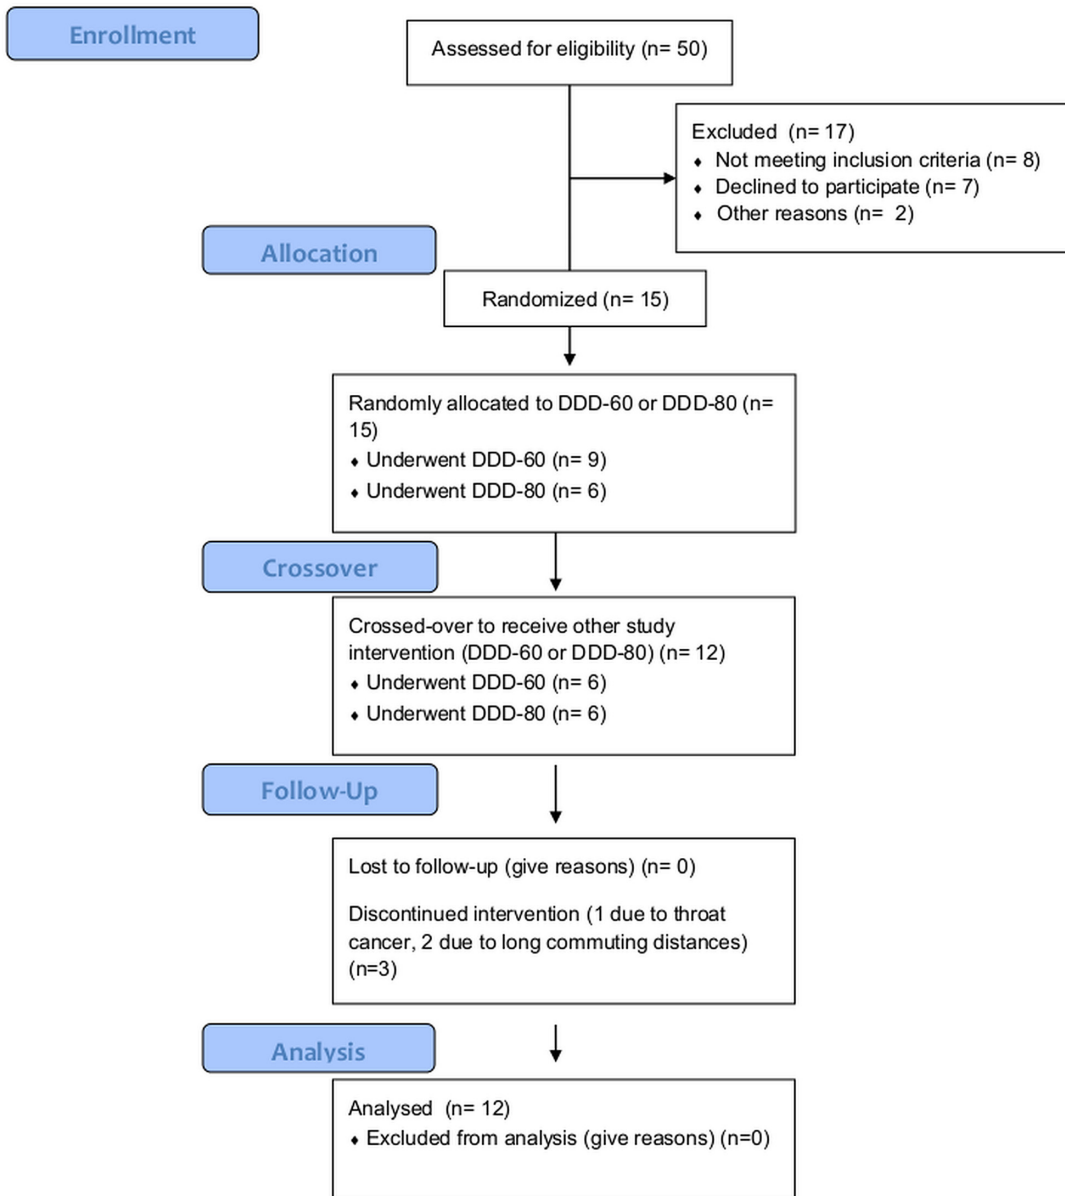 Enrollment
Assessed for eligibility (n= 50)
Excluded (n= 17)
♦ Not meeting inclusion criteria (n= 8)
♦ Declined to participate (n= 7)
♦ Other reasons (n= 2)
Allocation
Randomized (n= 15)
Randomly allocated to DDD-60 or DDD-80 (n=
15)
♦ Underwent DDD-60 (n= 9)
♦ Underwent DDD-80 (n= 6)
Crossover
Crossed-over to receive other study
intervention (DDD-60 or DDD-80) (n= 12)
♦ Underwent DDD-60 (n= 6)
♦ Underwent DDD-80 (n= 6)
Follow-Up
Lost to follow-up (give reasons) (n= 0)
Discontinued intervention (1 due to throat
cancer, 2 due to long commuting distances)
(n=3)
Analysis
Analysed (n= 12)
♦ Excluded from analysis (give reasons) (n=0)